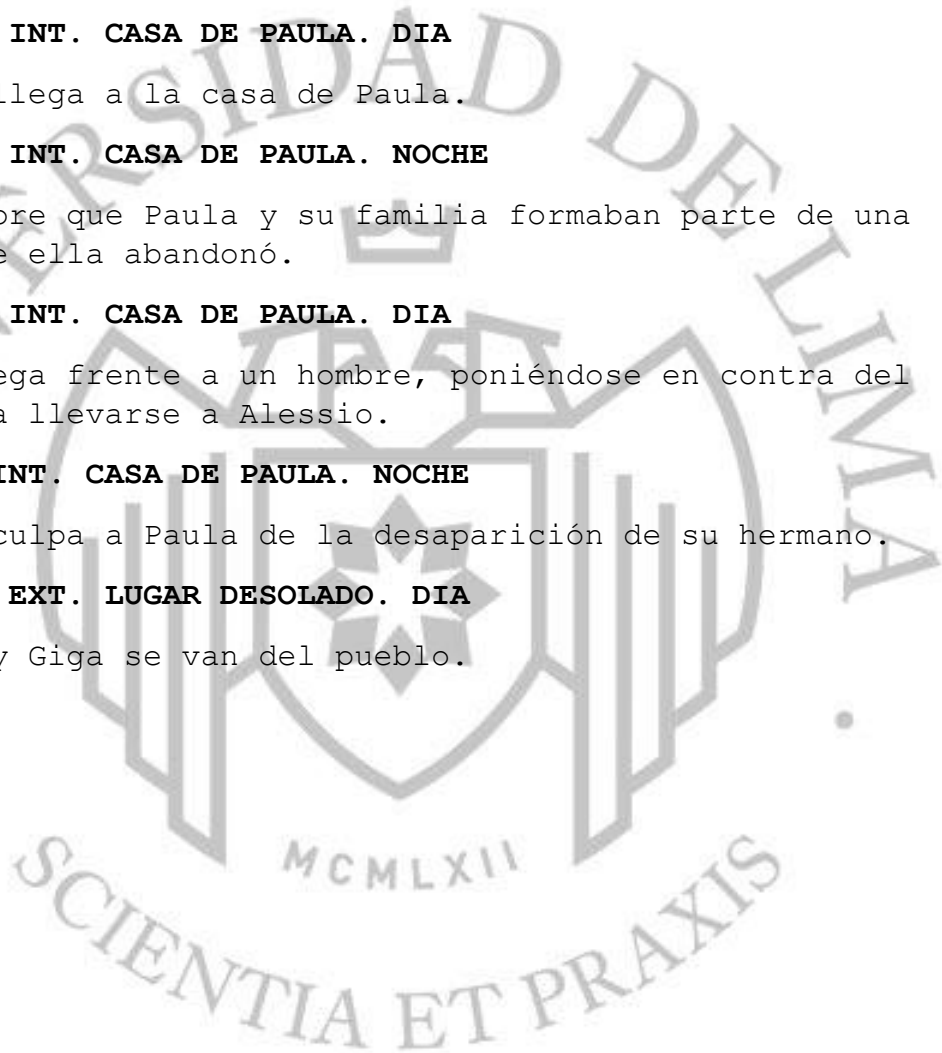 INT. CASA DE PAULA. DIA
llega a la casa de Paula.
INT. CASA DE PAULA. NOCHE
que Paula y su familia formaban parte de una
ella abandonó.
INT. CASA DE PAULA. DIA
frente a un hombre, poniéndose en contra del
llevarse a Alessio.
INT. CASA DE PAULA. NOCHE
culpa a Paula de la desaparición de su hermano.
EXT. LUGAR DESOLADO. DIA
y Giga se van del pueblo.
DE LIMA
MCMLXII
SCIENTIA ET PRAXIS